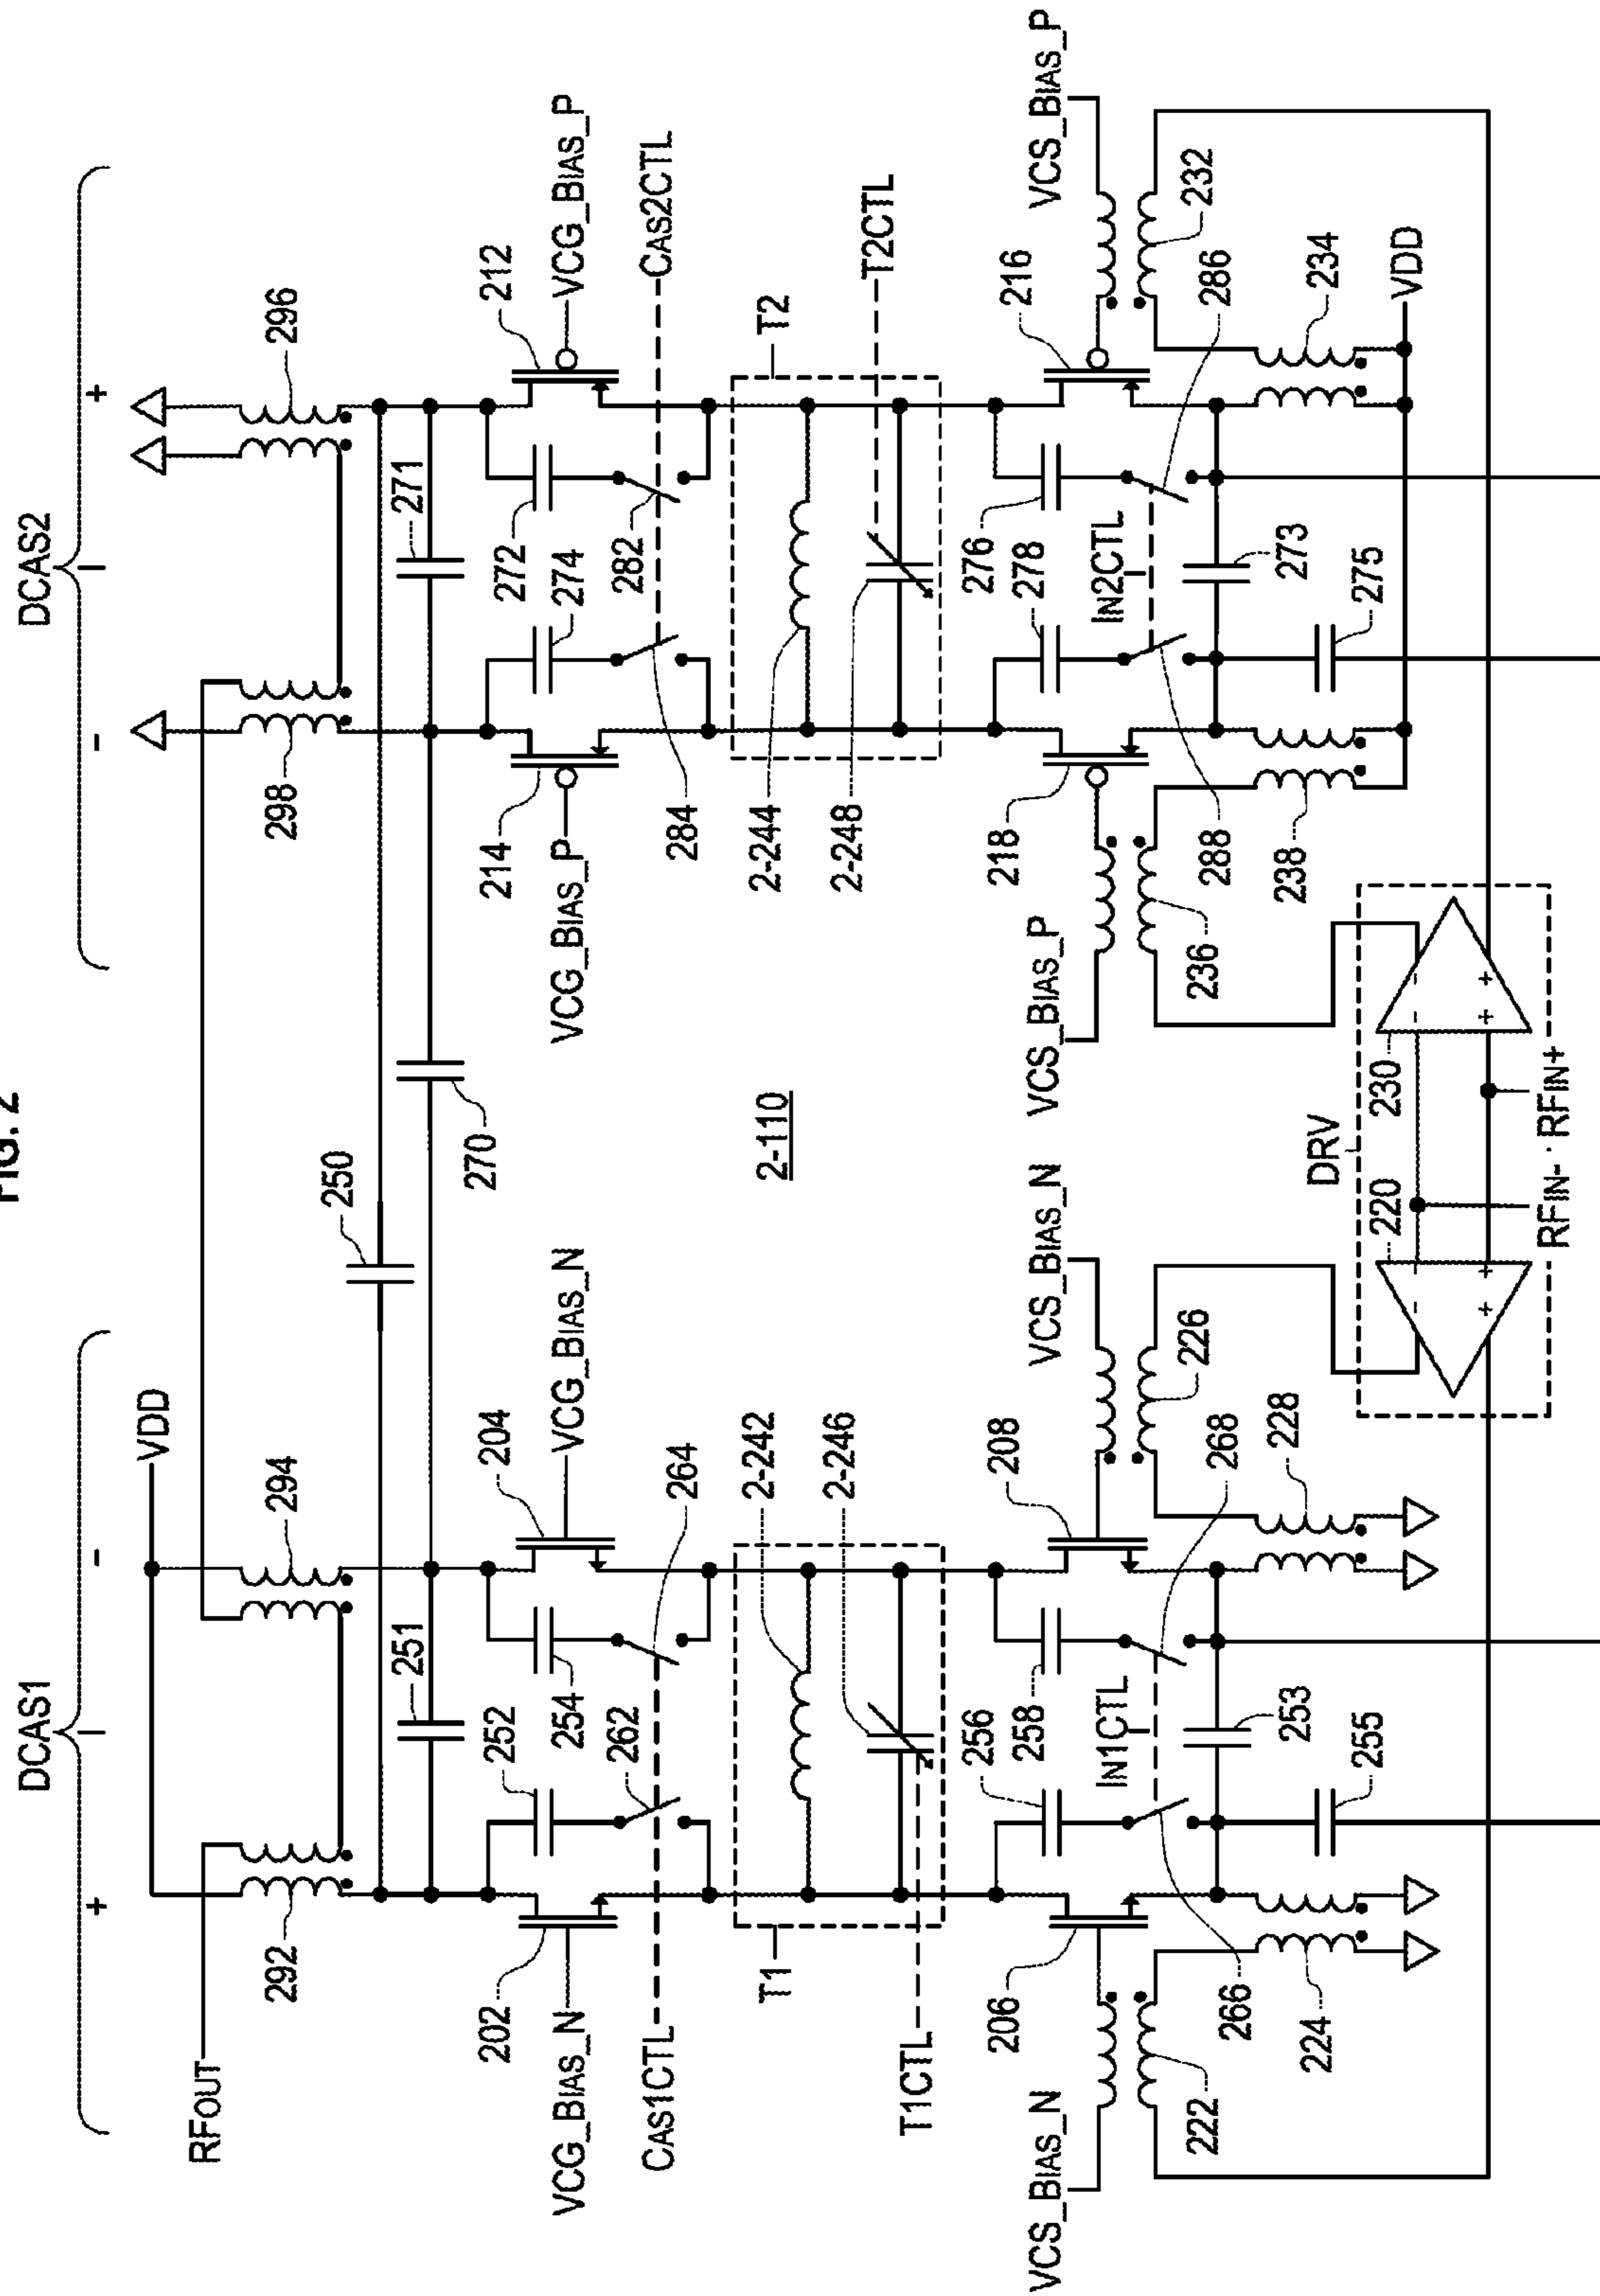 FIG. 2
DCAS1
DCAS2
+
-
-
+
VDD
RFOUT
292
294
298
296
250
251
270
271
202
204
214
212
VCG_BIAS_N
VCG_BIAS_N
VCG_BIAS_P
VCG_BIAS_P
252
254
262
264
274
272
284
282
CAS1CTL
CAS2CTL
T1
T2
2-242
2-246
2-244
2-248
T1CTL
T2CTL
2-110
206
208
218
216
256
258
278
276
IN1CTL
IN2CTL
VCS_BIAS_N
VCS_BIAS_N
VCS_BIAS_P
VCS_BIAS_P
222
226
236
232
266
268
288
286
253
273
224
228
238
234
255
275
VDD
DRV
220
230
- -
+ +
- -
+ +
RFIN- RFIN+